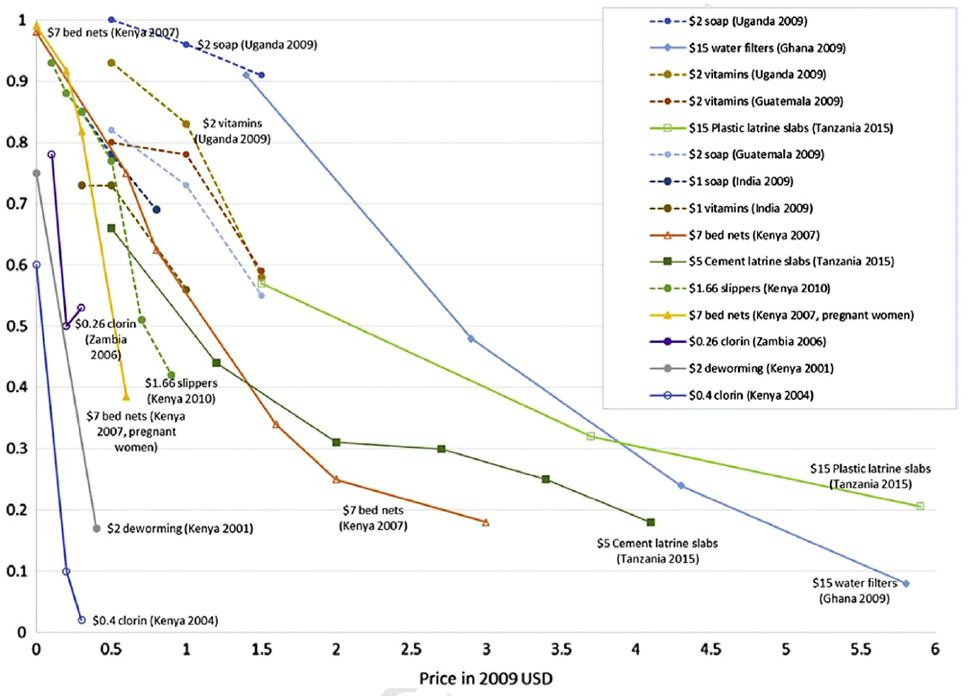 1
0.9
0.8
0.7
0.6
0.5
0.4
0.3
0.2
0.1
0
$7 bed nets (Kenya 2007)
$2 soap (Uganda 2009)
$2 vitamins
(Uganda 2009)
$0.26 clorin
(Zambia
2006)
$1.66 slippers
(Kenya 2010)
$7 bed nets (Kenya
2007, pregnant
women)
$2 deworming (Kenya 2001)
$0.4 clorin (Kenya 2004)
$7 bed nets
(Kenya 2007)
$5 Cement latrine slabs
(Tanzania 2015)
$15 Plastic latrine slabs
(Tanzania 2015)
$15 water filters
(Ghana 2009)
$2 soap (Uganda 2009)
$15 water filters (Ghana 2009)
$2 vitamins (Uganda 2009)
$2 vitamins (Guatemala 2009)
$15 Plastic latrine slabs (Tanzania 2015)
$2 soap (Guatemala 2009)
$1 soap (India 2009)
$1 vitamins (India 2009)
$7 bed nets (Kenya 2007)
$5 Cement latrine slabs (Tanzania 2015)
$1.66 slippers (Kenya 2010)
$7 bed nets (Kenya 2007, pregnant women)
$0.26 clorin (Zambia 2006)
$2 deworming (Kenya 2001)
$0.4 clorin (Kenya 2004)
0 0.5 1 1.5 2 2.5 3 3.5 4 4.5 5 5.5 6
Price in 2009 USD